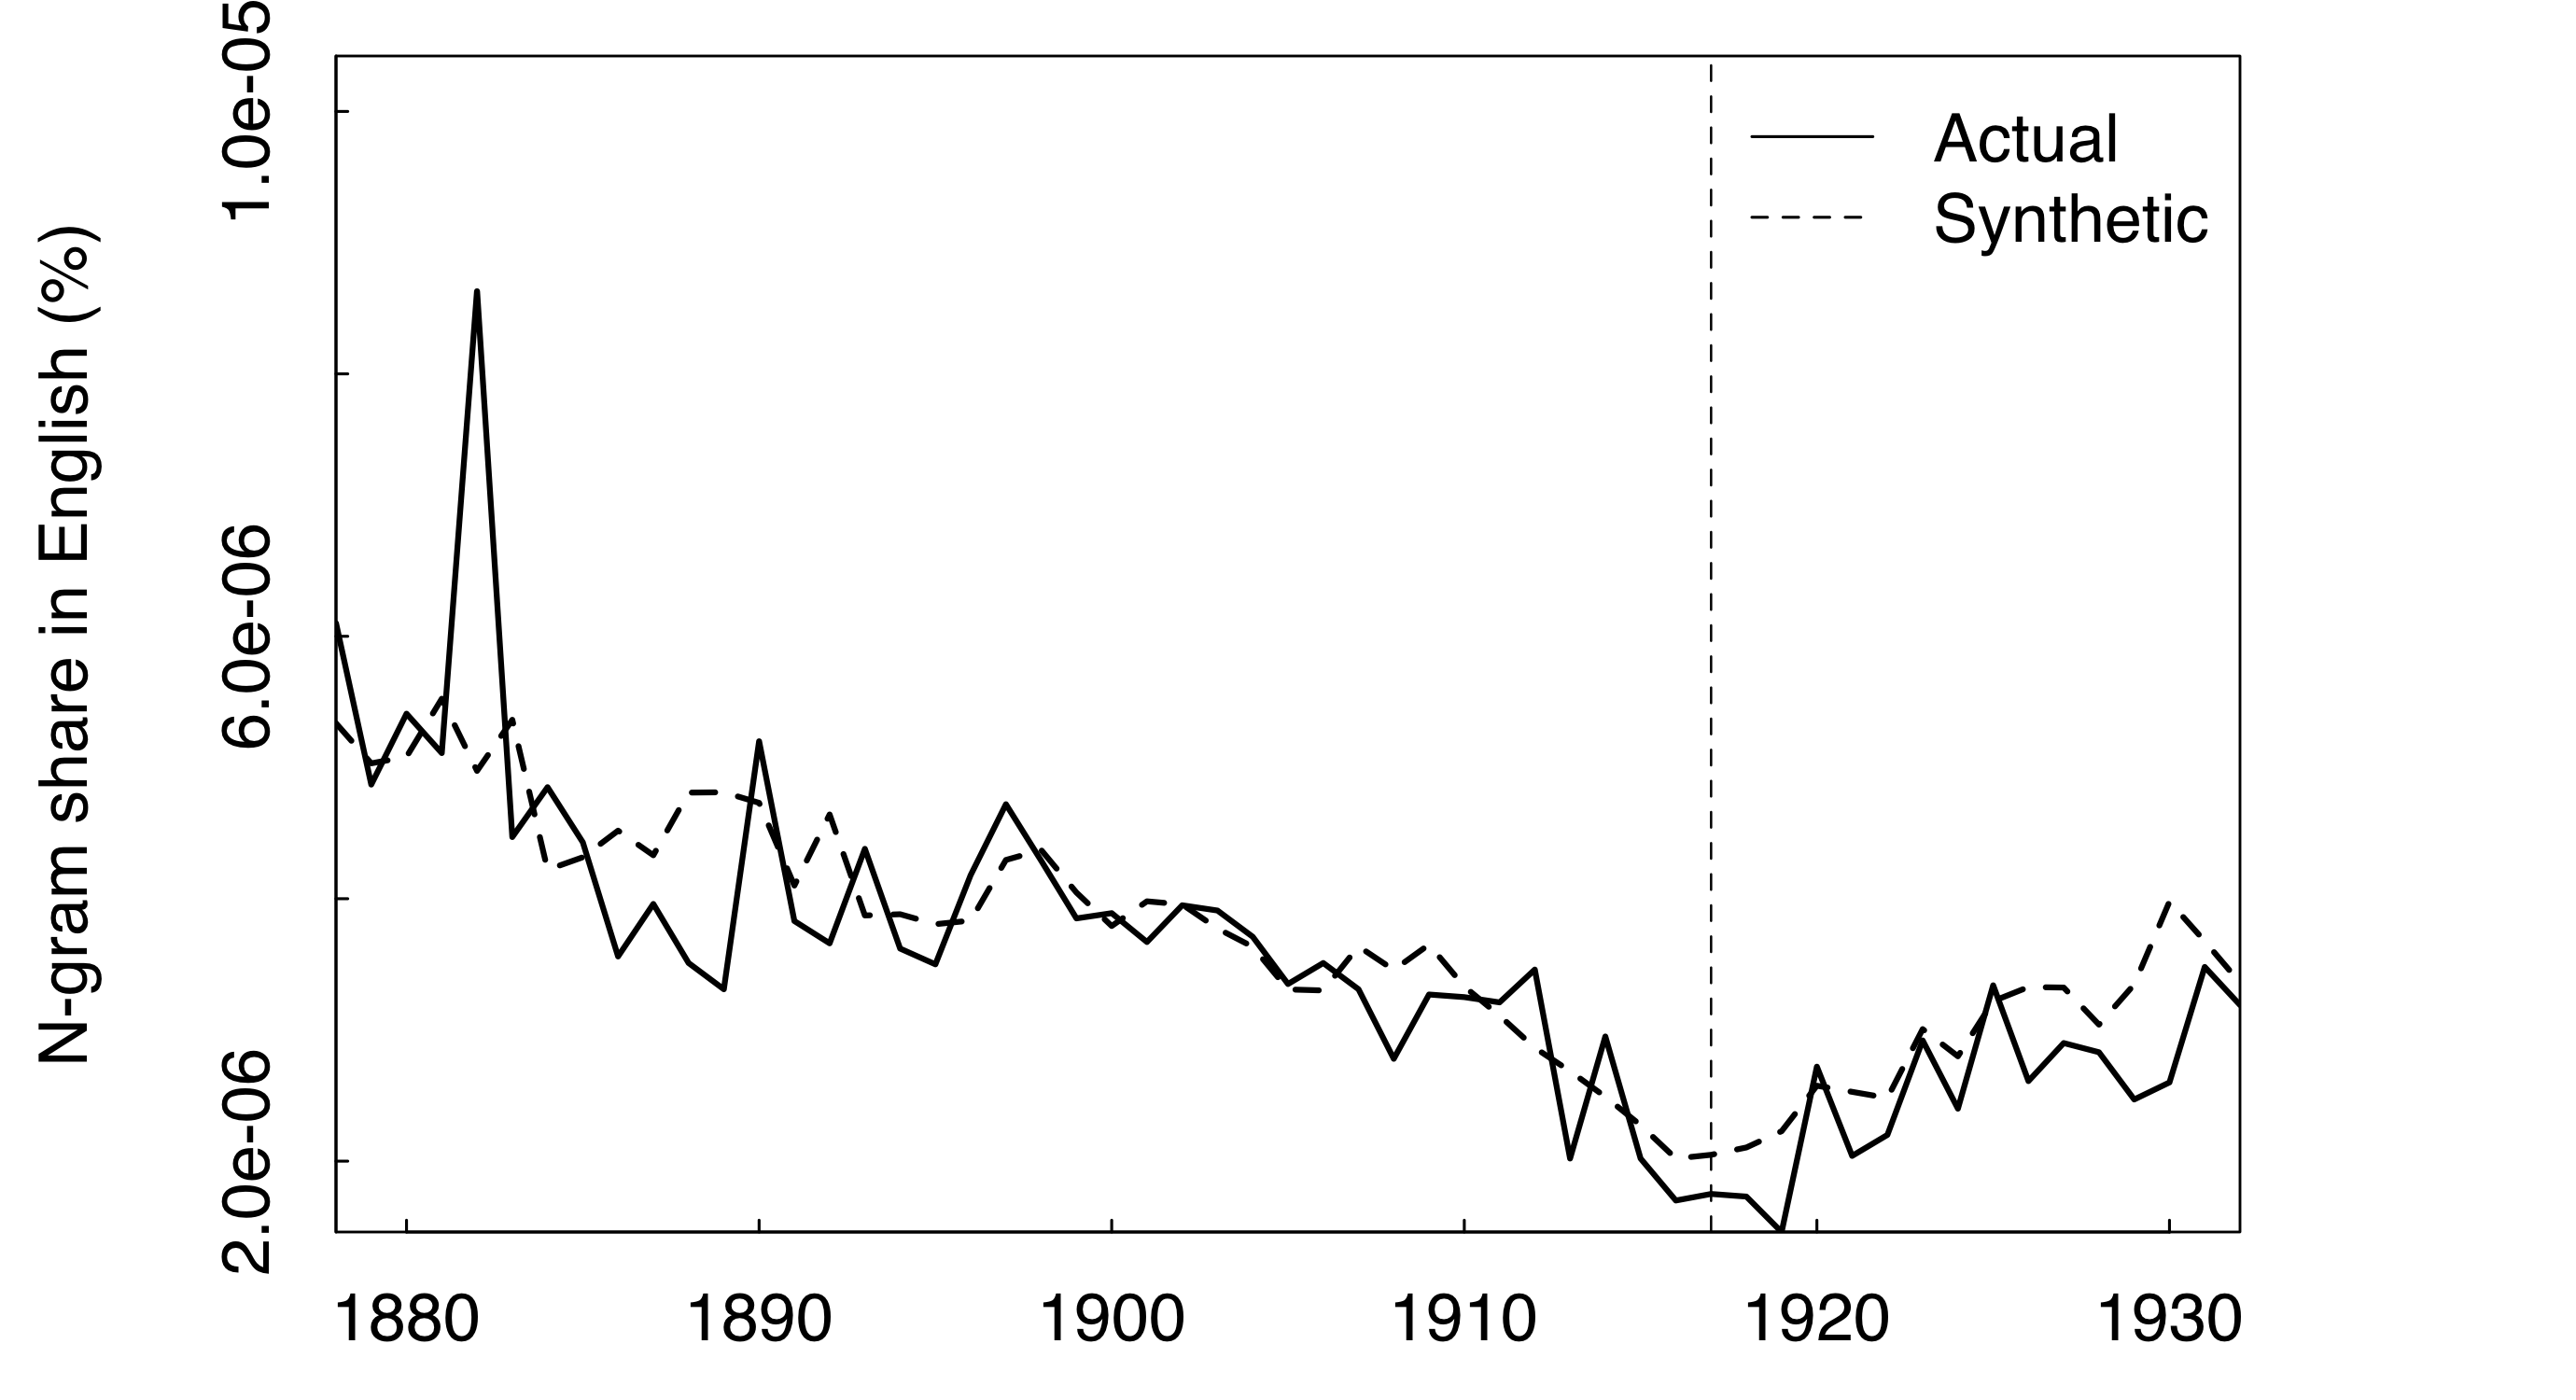 N-gram share in English (%)
1.0e-05
6.0e-06
2.0e-06
Actual
Synthetic
1880 1890 1900 1910 1920 1930